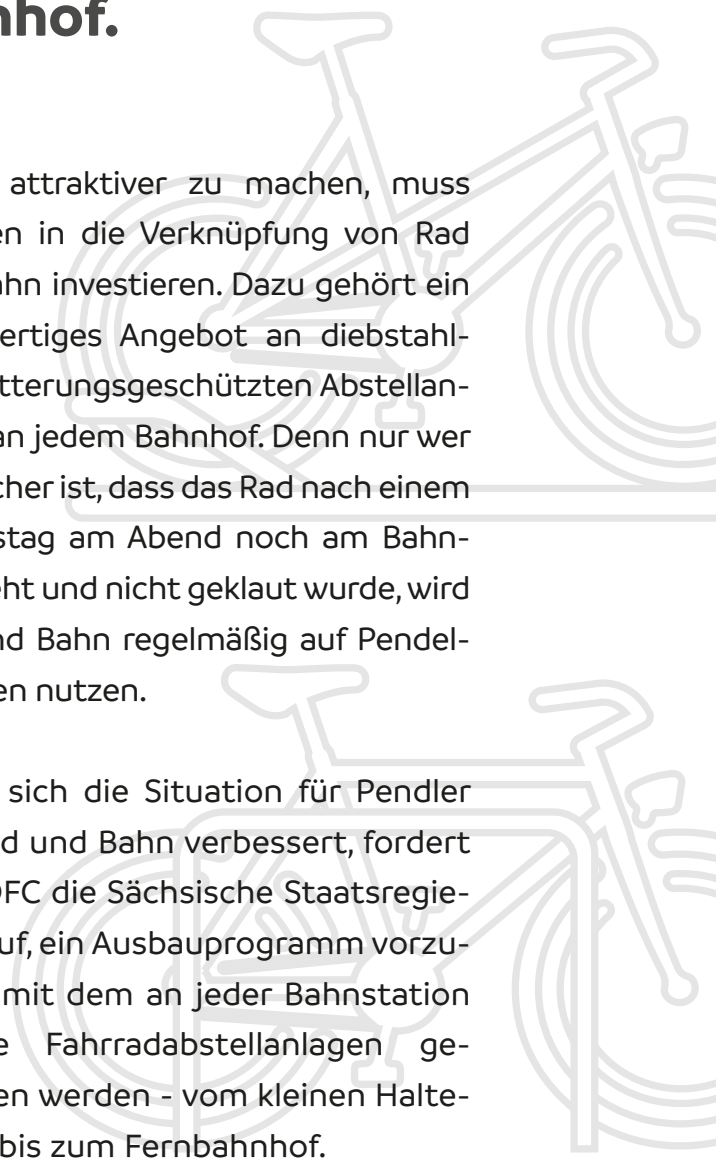 nhof.
attraktiver zu machen, muss
en in die Verknüpfung von Rad
ahn investieren. Dazu gehört ein
ertiges Angebot an diebstahl-
tterungsgeschützten Abstellan-
an jedem Bahnhof. Denn nur wer
cher ist, dass das Rad nach einem
stag am Abend noch am Bahn-
ht und nicht geklaut wurde, wird
nd Bahn regelmäßig auf Pendel-
en nutzen.
sich die Situation für Pendler
d und Bahn verbessert, fordert
FC die Sächsische Staatsregie-
uf, ein Ausbauprogramm vorzu-
mit dem an jeder Bahnstation
e Fahrradabstellanlagen ge-
en werden - vom kleinen Halte-
bis zum Fernbahnhof.